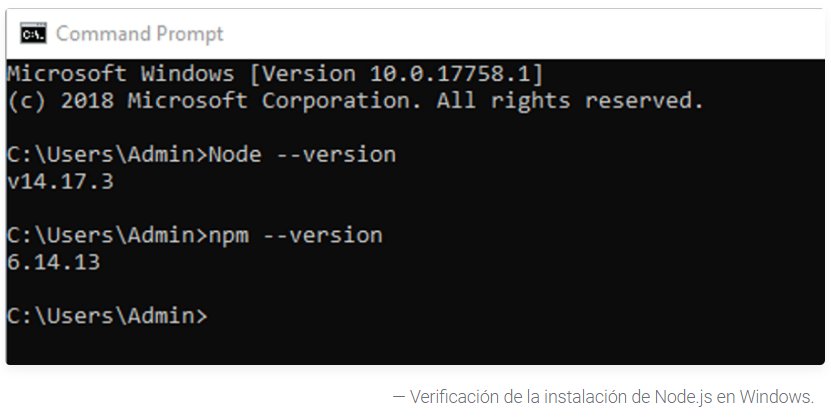 Command Prompt
Microsoft Windows [Version 10.0.17758.1]
(c) 2018 Microsoft Corporation. All rights reserved.
C:\Users\Admin>Node --version
v14.17.3
C:\Users\Admin>npm --version
6.14.13
C:\Users\Admin>
— Verificación de la instalación de Node.js en Windows.